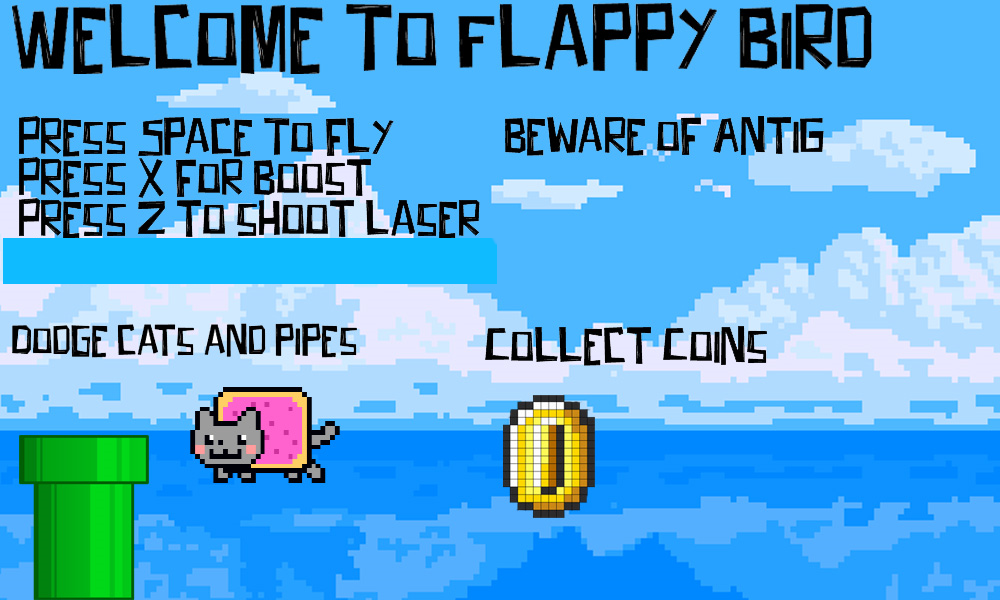 WELCOME TO FLAPPY BIRD
PRESS SPACE TO FLY
PRESS X FOR BOOST
PRESS Z TO SHOOT LASER
BEWARE OF ANTIG
DODGE CATS AND PIPES
COLLECT COINS